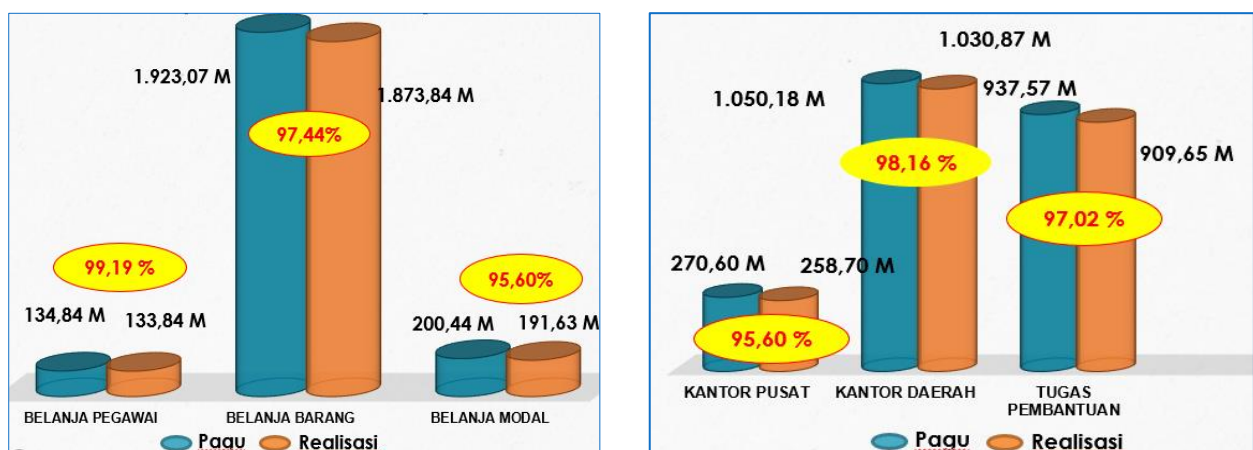 1.923,07 M
1.873,84 M
97,44%
99,19 %
95,60%
134,84 M
133,84 M
200,44 M
191,63 M
BELANJA PEGAWAI
BELANJA BARANG
BELANJA MODAL
Pagu
Realisasi
1.030,87 M
1.050,18 M
937,57 M
98,16 %
909,65 M
97,02 %
270,60 M
258,70 M
95,60 %
KANTOR PUSAT
KANTOR DAERAH
TUGAS
PEMBANTUAN
Pagu
Realisasi